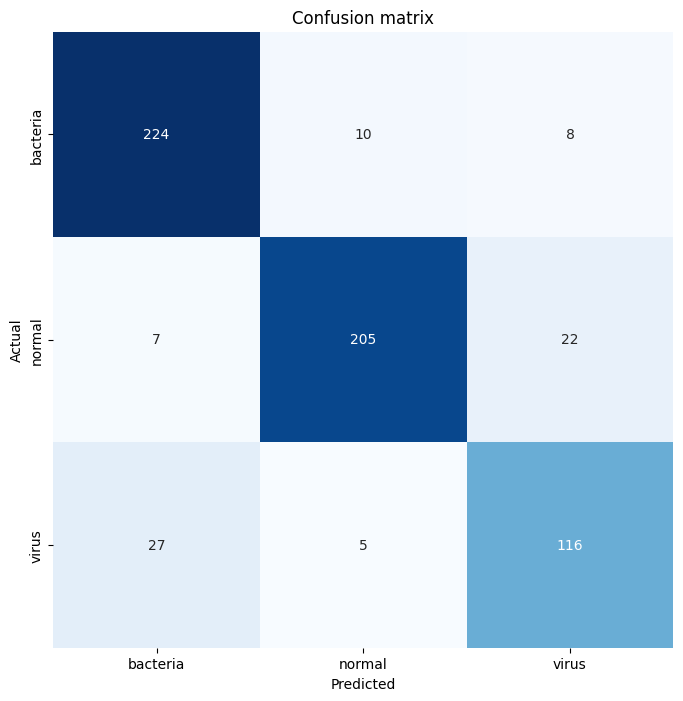 Confusion matrix
bacteria
224
10
8
Actual
normal
7
205
22
virus
27
5
116
bacteria normal virus
Predicted